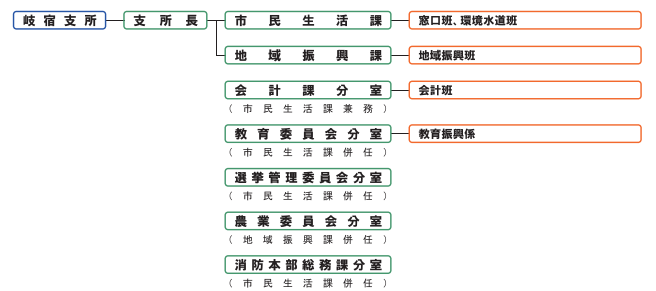 岐宿支所 支所長 市民生活課 窓口班、環境水道班
地域振興課 地域振興班
会計課分室 会計班
（市民生活課兼務）
教育委員会分室 教育振興係
（市民生活課併任）
選挙管理委員会分室
（市民生活課併任）
農業委員会分室
（地域振興課併任）
消防本部総務課分室
（市民生活課併任）